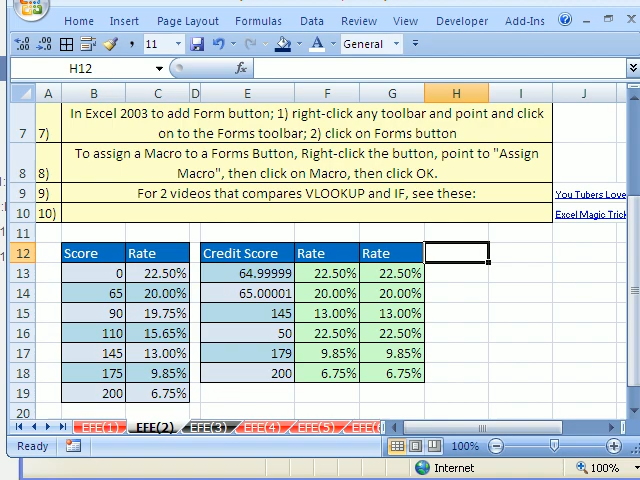 Home Insert Page Layout Formulas Data Review View Developer Add-Ins
11 General
H12 fx
A B C D E F G H I J
7 7) In Excel 2003 to add Form button; 1) right-click any toolbar and point and click
on to the Forms toolbar; 2) click on Forms button
8 8) To assign a Macro to a Forms Button, Right-click the button, point to "Assign
Macro", then click on Macro, then click OK.
9 9) For 2 videos that compares VLOOKUP and IF, see these: You Tubers Love
10 10) Excel Magic Trick
11
12 Score Rate Credit Score Rate Rate
13 0 22.50% 64.99999 22.50% 22.50%
14 65 20.00% 65.00001 20.00% 20.00%
15 90 19.75% 145 13.00% 13.00%
16 110 15.65% 50 22.50% 22.50%
17 145 13.00% 179 9.85% 9.85%
18 175 9.85% 200 6.75% 6.75%
19 200 6.75%
20
EFE(1) EFE(2) EFE(3) EFE(4) EFE(5) EFE(
Ready 100%
Internet 100%